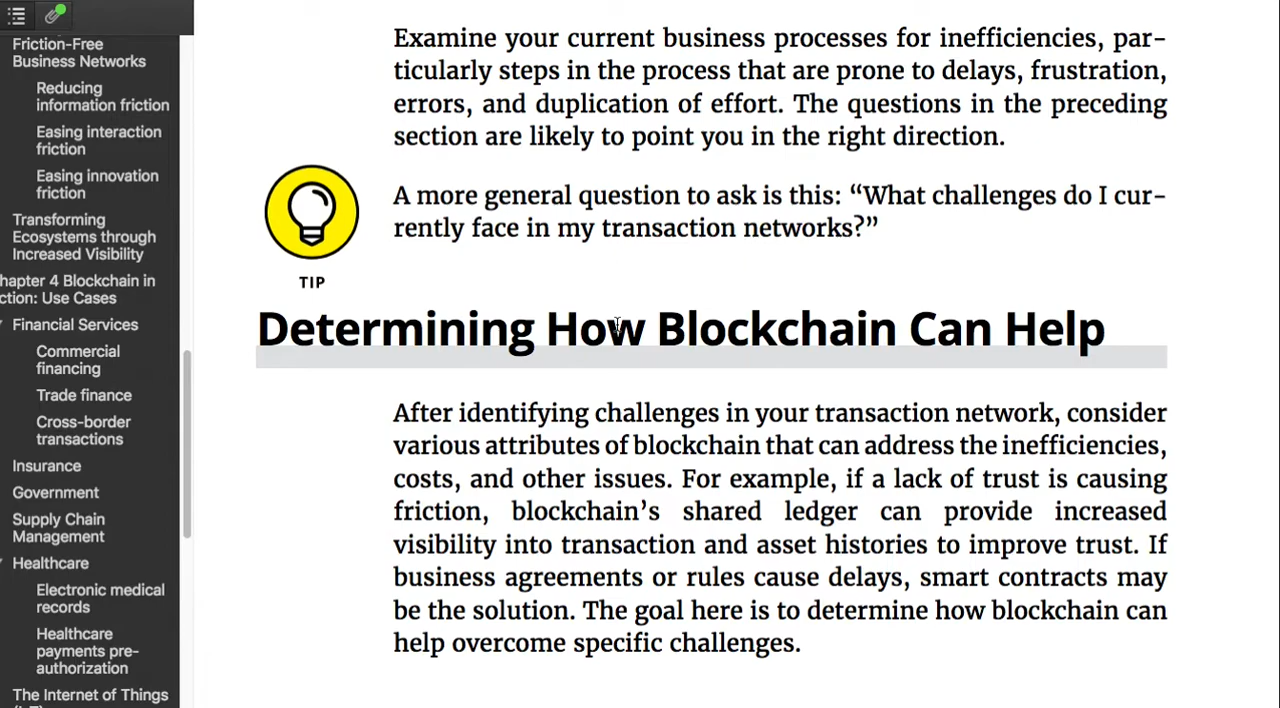 Friction-Free
Business Networks
Reducing
information friction
Easing interaction
friction
Easing innovation
friction
Transforming
Ecosystems through
Increased Visibility
hapter 4 Blockchain in
ction: Use Cases
Financial Services
Commercial
financing
Trade finance
Cross-border
transactions
Insurance
Government
Supply Chain
Management
Healthcare
Electronic medical
records
Healthcare
payments pre-
authorization
The Internet of Things
Examine your current business processes for inefficiencies, par-
ticularly steps in the process that are prone to delays, frustration,
errors, and duplication of effort. The questions in the preceding
section are likely to point you in the right direction.
A more general question to ask is this: “What challenges do I cur-
rently face in my transaction networks?”
TIP
Determining How Blockchain Can Help
After identifying challenges in your transaction network, consider
various attributes of blockchain that can address the inefficiencies,
costs, and other issues. For example, if a lack of trust is causing
friction, blockchain’s shared ledger can provide increased
visibility into transaction and asset histories to improve trust. If
business agreements or rules cause delays, smart contracts may
be the solution. The goal here is to determine how blockchain can
help overcome specific challenges.